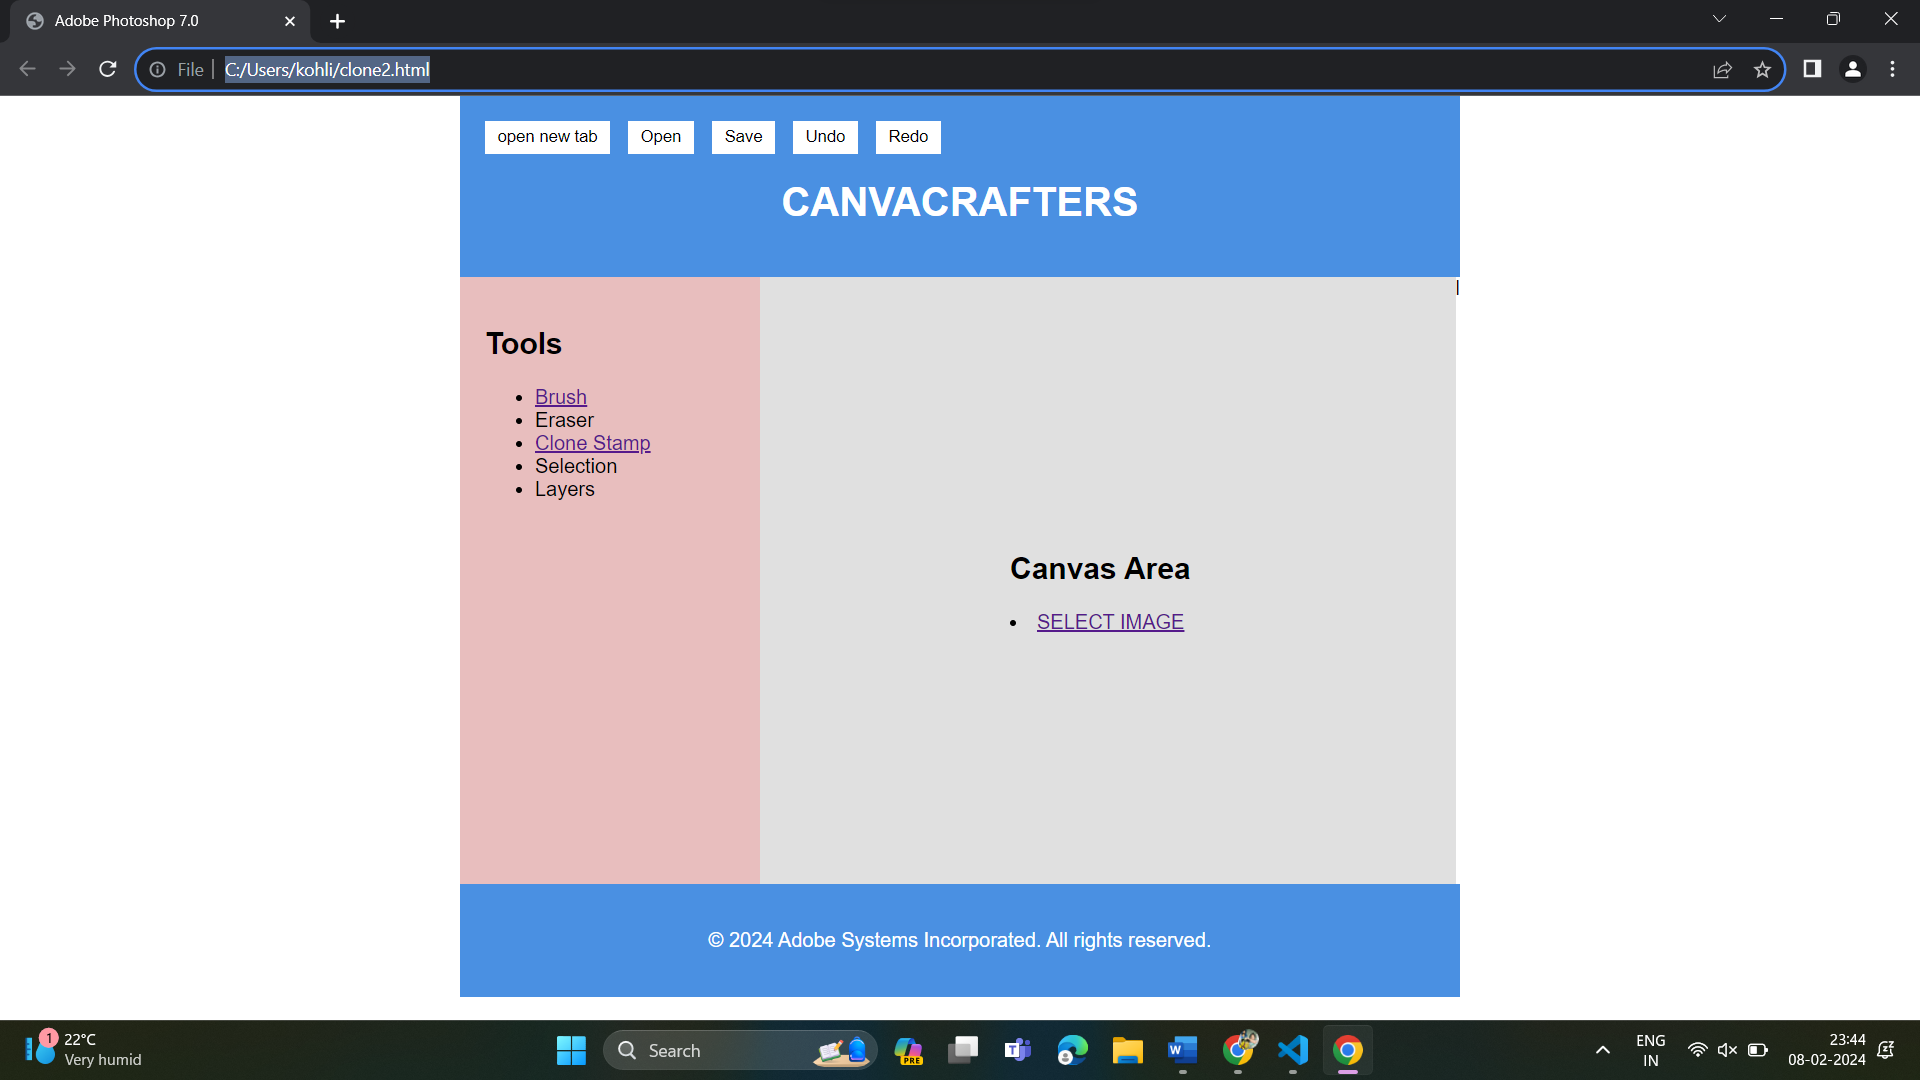 Adobe Photoshop 7.0
File
C:/Users/kohli/clone2.html
open new tab Open Save Undo Redo
CANVACRAFTERS
l
Tools
• Brush
• Eraser
• Clone Stamp
• Selection
• Layers
Canvas Area
• SELECT IMAGE
© 2024 Adobe Systems Incorporated. All rights reserved.
1
22°C
Very humid
Search
PRE
T
W
ENG
IN
23:44
08-02-2024